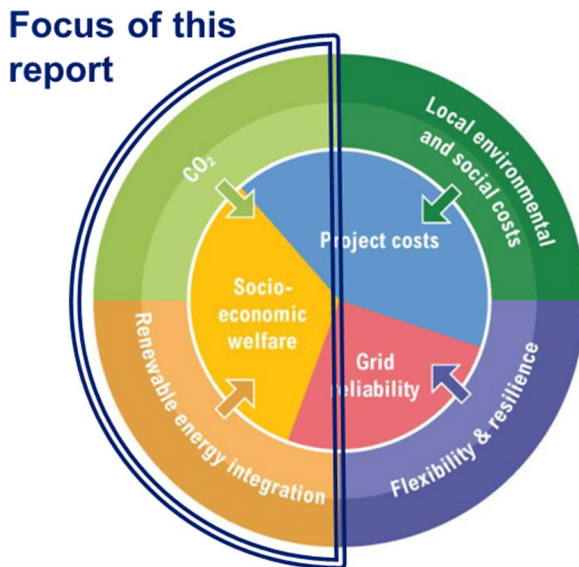 Focus of this
report
CO₂
Local environmental
and social costs
Project costs
Socio-
economic
welfare
Grid
reliability
Renewable energy integration
Flexibility & resilience